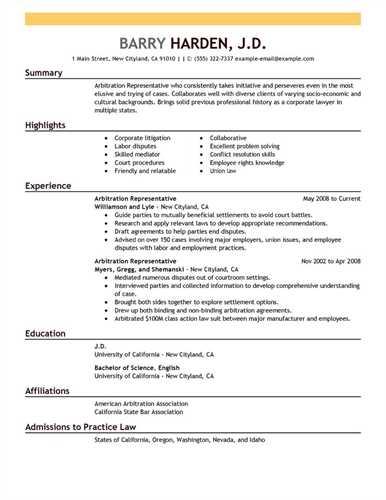 BARRY HARDEN, J.D.
1 Main Street, New Cityland, CA • (555) 322-7337 example-email@example.com
Summary
Arbitration Representative who consistently takes initiative and perseveres even in the most
elusive and trying of cases. Collaborates well with diverse clients of varying socio-economic and
cultural backgrounds. Brings solid previous professional history as a corporate lawyer in
multiple states.
Highlights
• Corporate litigation
• Labor disputes
• Skilled mediator
• Court procedures
• Friendly and relatable
• Collaborative
• Excellent problem solving
• Conflict resolution skills
• Employee rights knowledge
• Union law
Experience
Arbitration Representative May 2008 to Current
Williamson and Lyle - New Cityland, CA
• Guide parties to mutually beneficial settlements to avoid court battles.
• Research and apply relevant laws to develop strong cases.
• Draft agreements to help parties end disputes.
• Advised on over 150 cases involving major employers, union issues, and employee
disputes with labor and employment practices.
Arbitration Representative Nov 2002 to Apr 2008
Myers, Gregg, and Shemanski - New Cityland, CA
• Mediated numerous disputes out of courtroom settings.
• Interviewed parties and collected evidence to have a comprehensive understanding of
claims.
• Brought both sides together to explore settlement options.
• Drew up both binding and non-binding arbitration agreements.
• Arbitrated $100M class action law suit between major manufacturer and employees.
Education
J.D.
University of California - New Cityland, CA
Bachelor of Science, English
University of California - New Cityland, CA
Affiliations
American Arbitration Association
California State Bar Association
Admissions to Practice Law
States of California, Oregon, Washington, Nevada, and Idaho